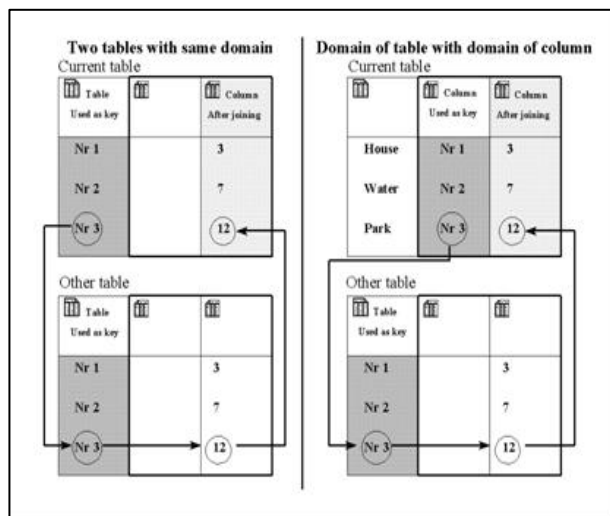 Two tables with same domain
Current table
Table Column
Used as key After joining
Nr 1 3
Nr 2 7
Nr 3 12
Other table
Table
Used as key
Nr 1 3
Nr 2 7
Nr 3 12
Domain of table with domain of column
Current table
Column Column
Used as key After joining
House Nr 1 3
Water Nr 2 7
Park Nr 3 12
Other table
Table
Used as key
Nr 1 3
Nr 2 7
Nr 3 12